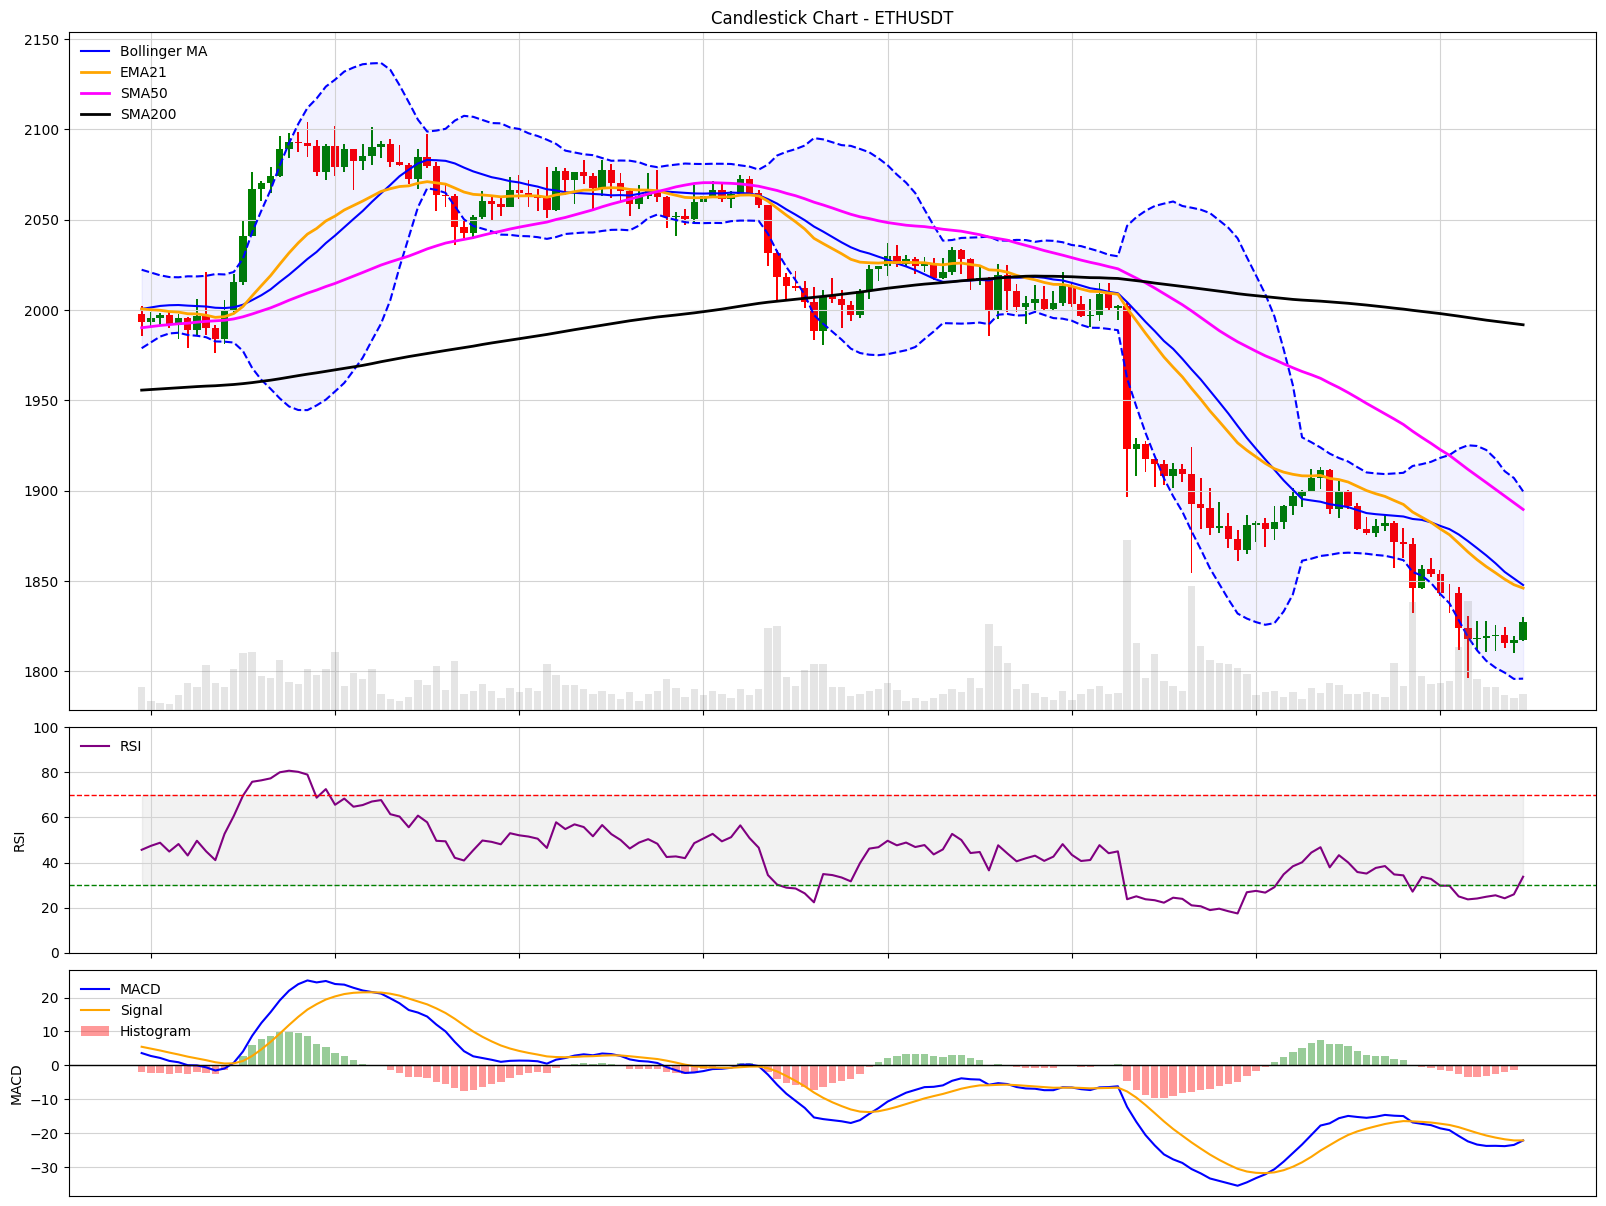 Candlestick Chart - ETHUSDT
2150
2100
2050
2000
1950
1900
1850
1800
Bollinger MA
EMA21
SMA50
SMA200
100
80
60
40
20
0
RSI
RSI
20
10
0
−10
−20
−30
MACD
MACD
Signal
Histogram